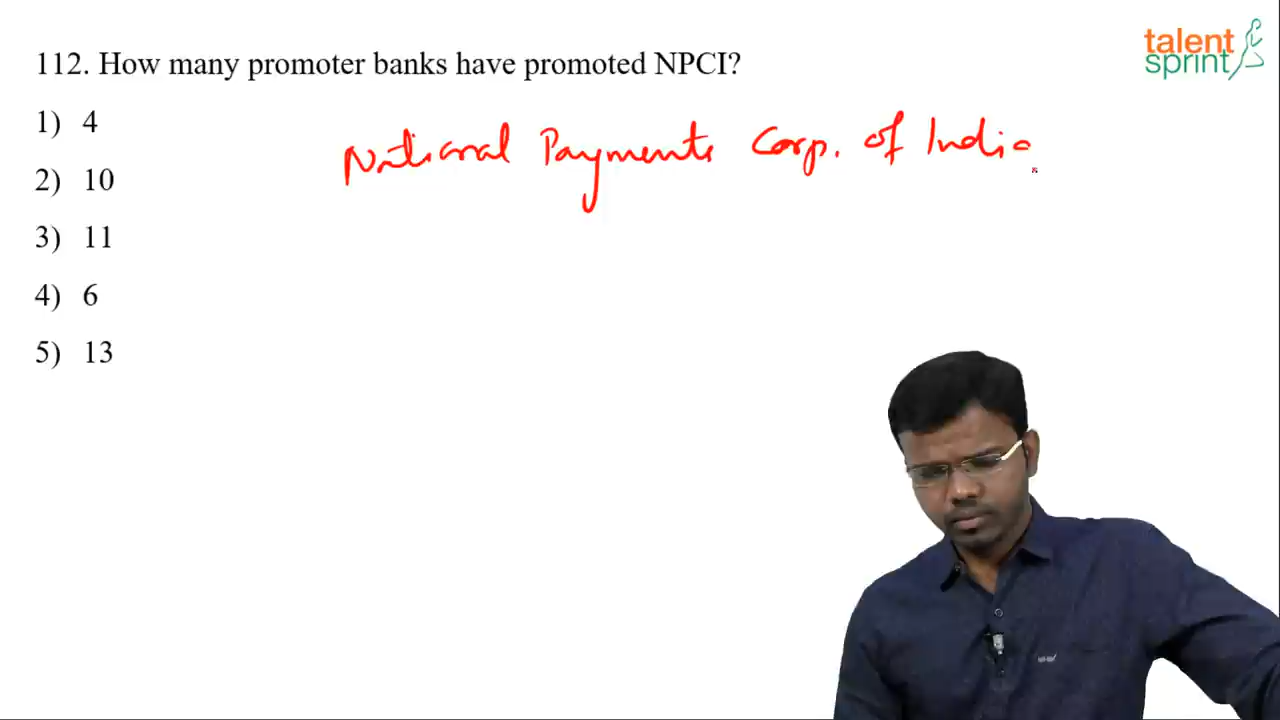 112. How many promoter banks have promoted NPCI?
talent
sprint
1) 4
National Payments Corp. of India
2) 10
3) 11
4) 6
5) 13